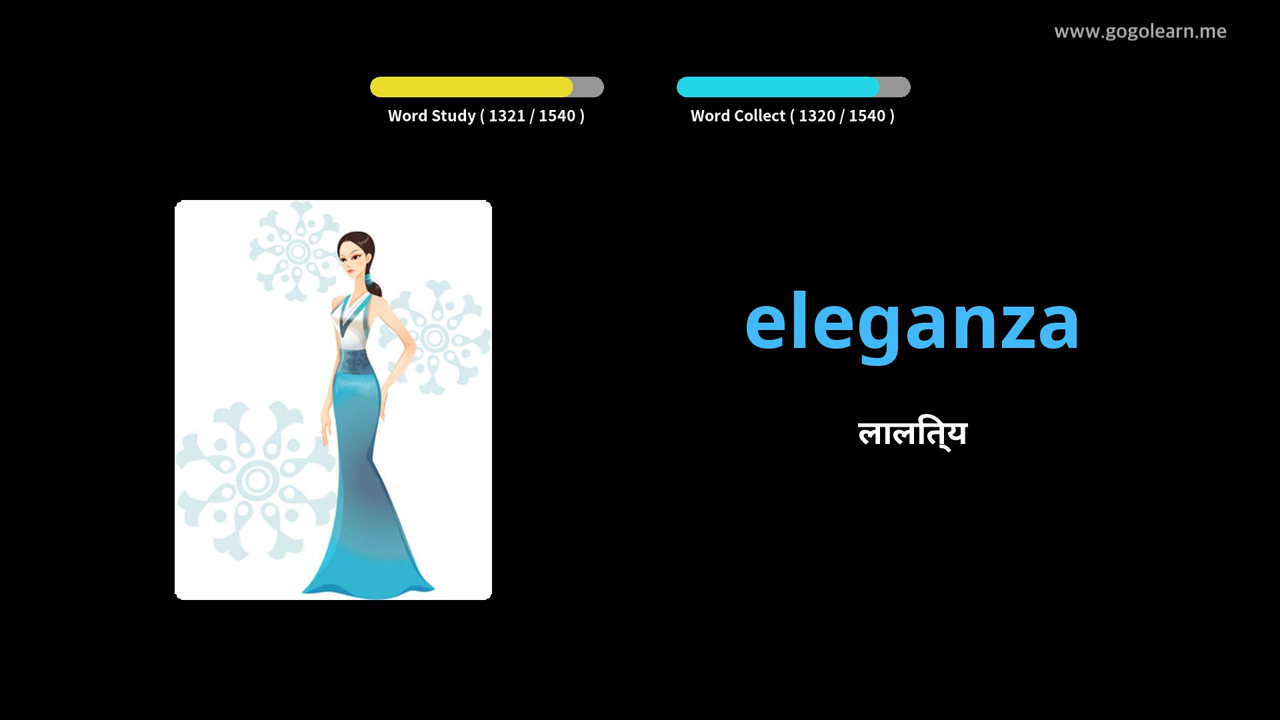 www.gogolearn.me
Word Study ( 1321 / 1540 )
Word Collect ( 1320 / 1540 )
eleganza
लालित्य